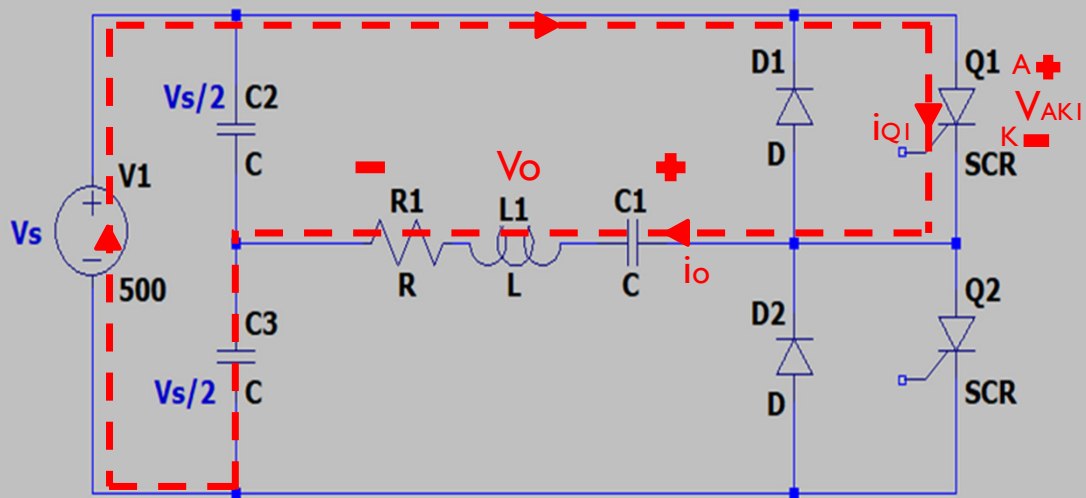 D1
Q1
A +
Vs/2 C2
VAK1
iQ1
K -
C
D
SCR
V1
- Vo +
R1
L1
C1
Vs
io
R
L
C
500
Q2
D2
C3
Vs/2 C
SCR
D